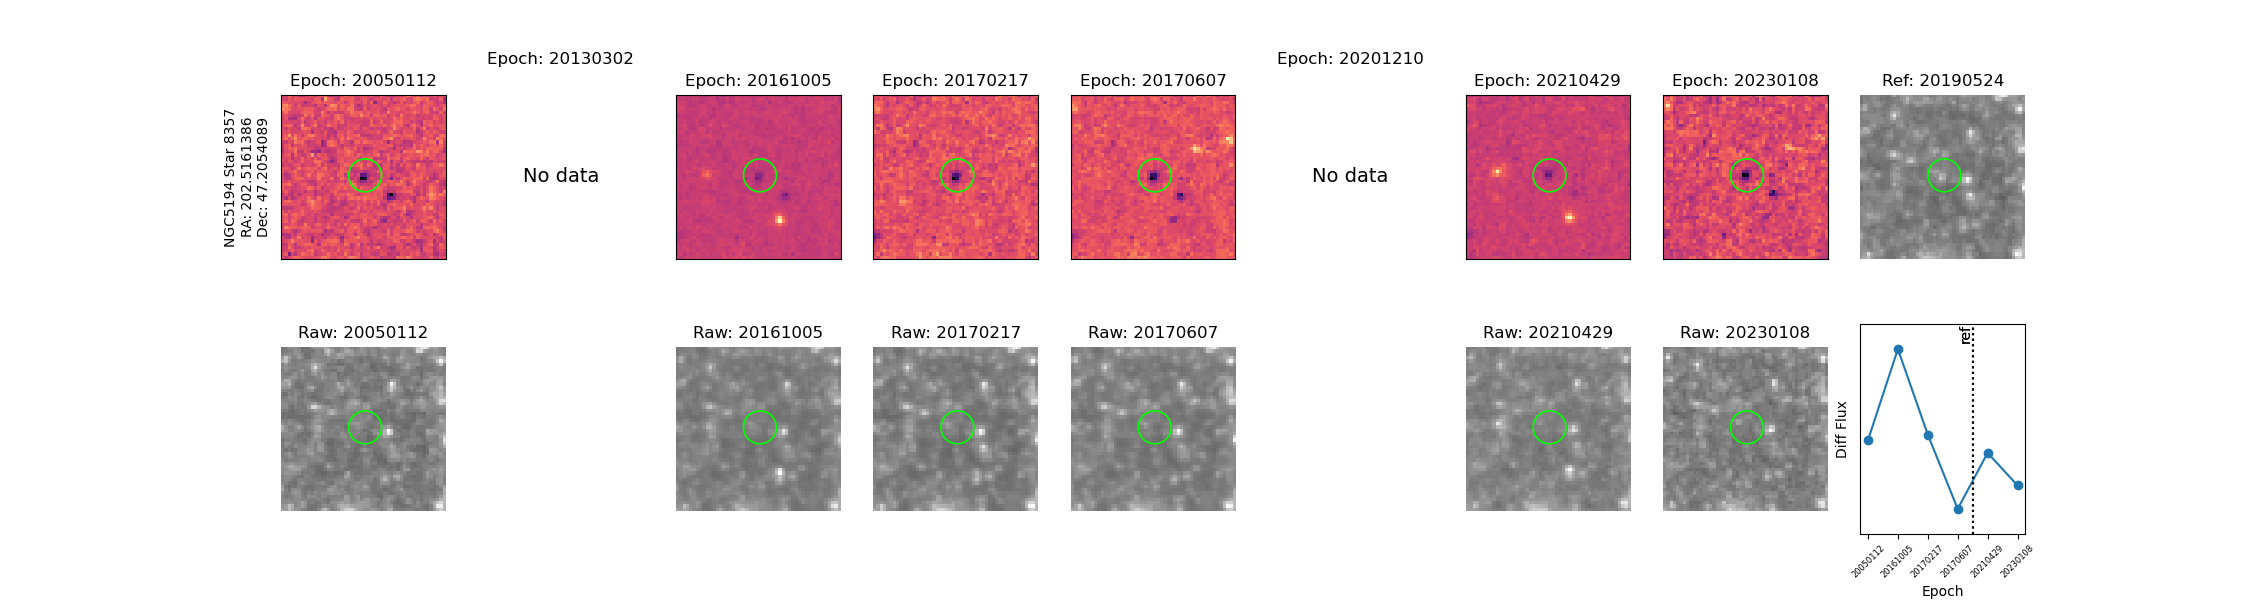 Epoch: 20130302
Epoch: 20201210
Epoch: 20050112
Epoch: 20161005
Epoch: 20170217
Epoch: 20170607
Epoch: 20210429
Epoch: 20230108
Ref: 20190524
NGC5194 Star 8357
RA: 202.5161386
Dec: 47.2054089
No data
No data
Raw: 20050112
Raw: 20161005
Raw: 20170217
Raw: 20170607
Raw: 20210429
Raw: 20230108
ref
Diff Flux
20050112
20161005
20170217
20170607
20210429
20230108
Epoch